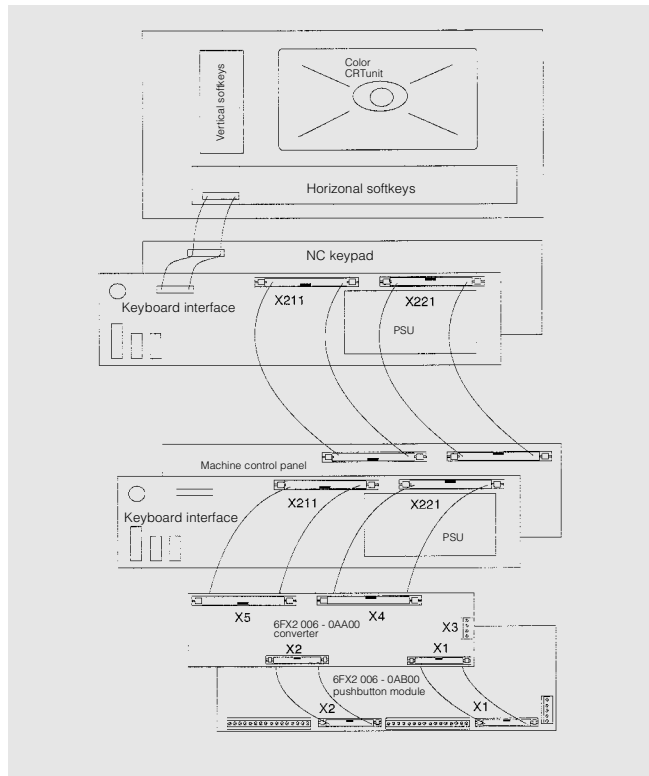 Color
CRTunit
Vertical softkeys
Horizonal softkeys
NC keypad
Keyboard interface
X211
X221
PSU
Machine control panel
X211
X221
Keyboard interface
PSU
X5
X4
6FX2 006 - 0AA00
converter
X3
X2
X1
6FX2 006 - 0AB00
pushbutton module
X2
X1